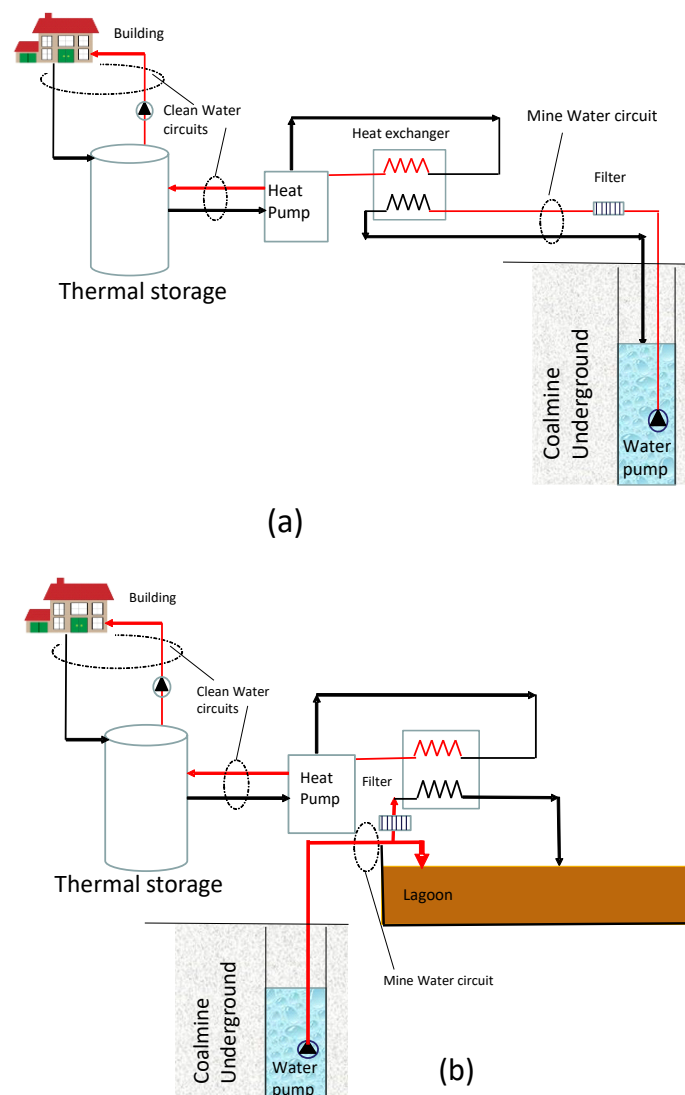 Building
Clean Water
circuits
Mine Water circuit
Heat exchanger
Filter
Heat
Pump
Thermal storage
Coalmine
Underground
Water
pump
(a)
Building
Clean Water
circuits
Heat
Pump
Filter
Thermal storage
Lagoon
Mine Water circuit
Coalmine
Underground
Water
pump
(b)